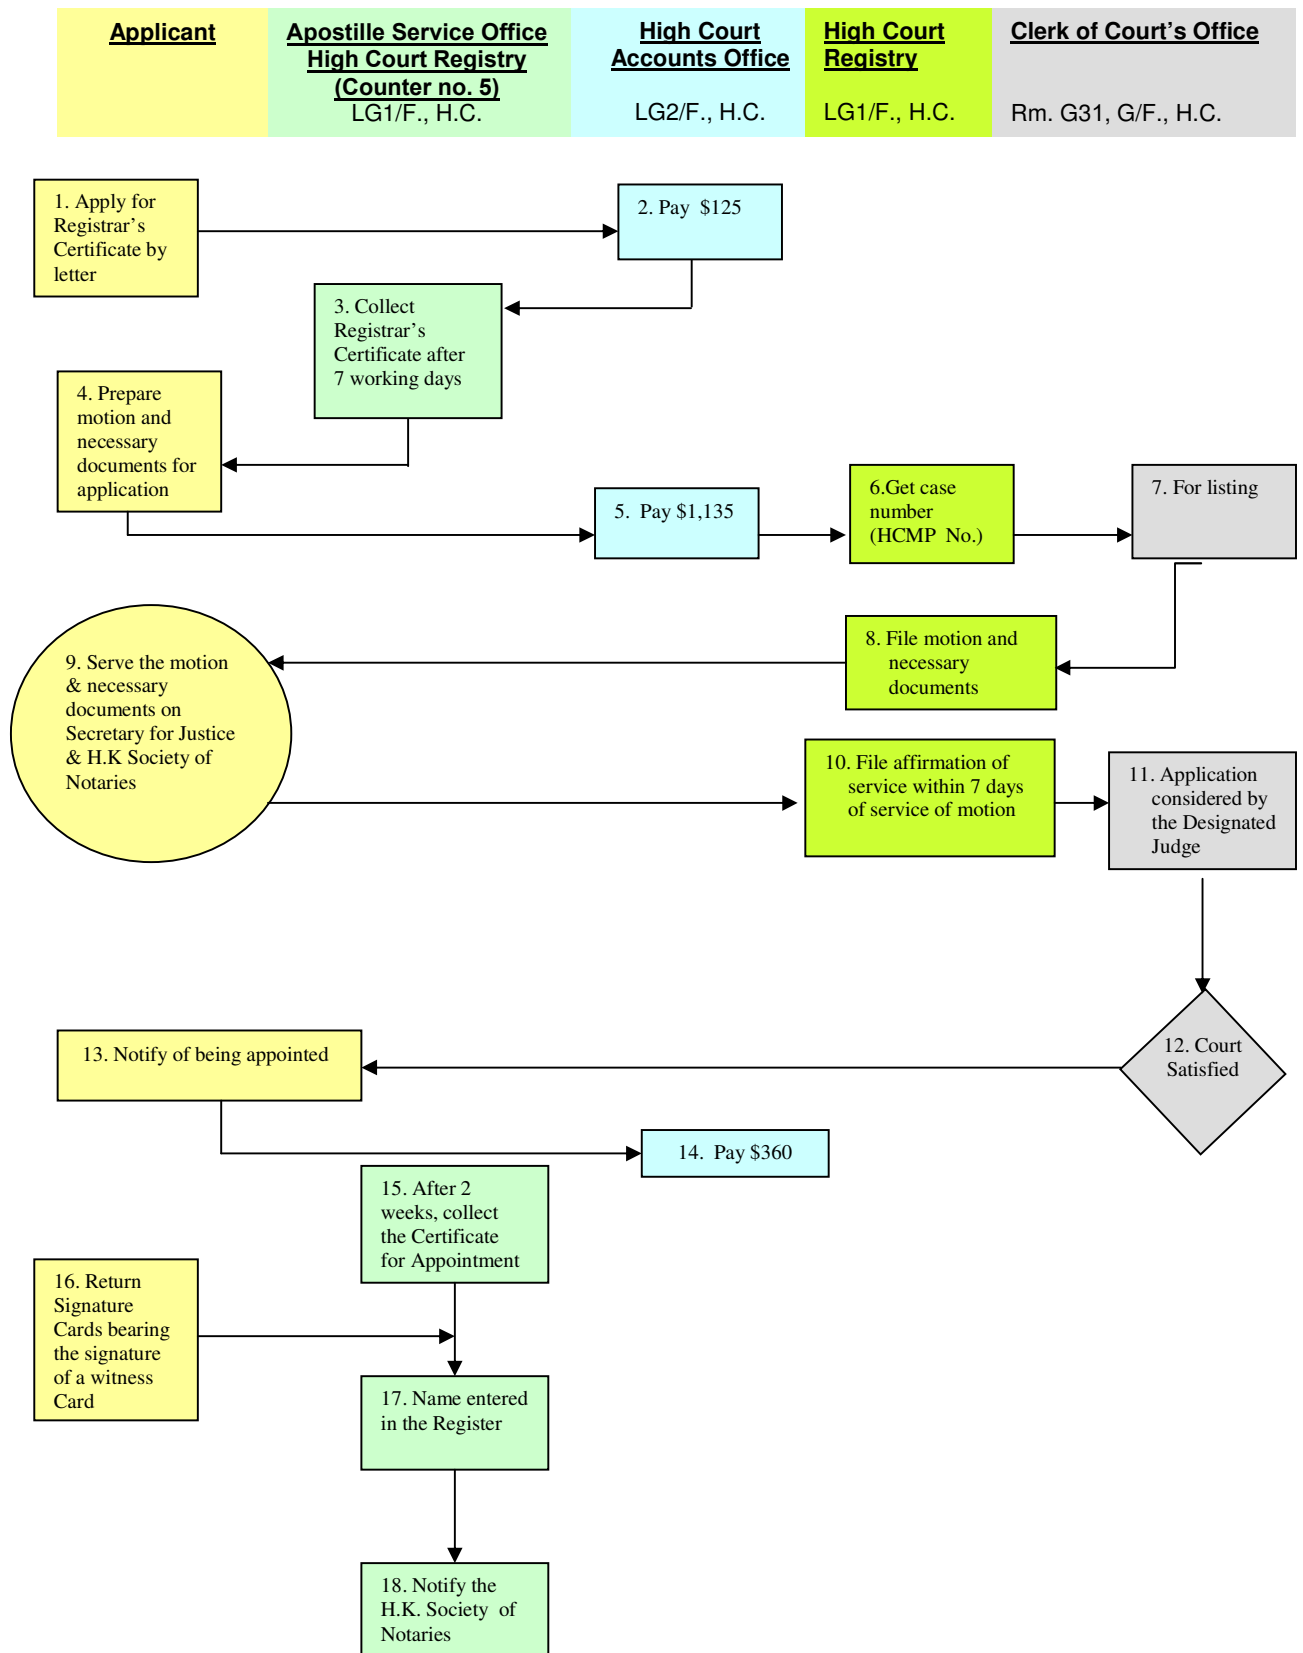 Applicant
Apostille Service Office
High Court Registry
(Counter no. 5)
LG1/F., H.C.
High Court
Accounts Office
LG2/F., H.C.
High Court
Registry
LG1/F., H.C.
Clerk of Court's Office
Rm. G31, G/F., H.C.
1. Apply for
Registrar's
Certificate by
letter
2. Pay $125
3. Collect
Registrar's
Certificate after
7 working days
4. Prepare
motion and
necessary
documents for
application
5. Pay $1,135
6.Get case
number
(HCMP No.)
7. For listing
8. File motion and
necessary
documents
9. Serve the motion
& necessary
documents on
Secretary for Justice
& H.K Society of
Notaries
10. File affirmation of
service within 7 days
of service of motion
11. Application
considered by
the Designated
Judge
12. Court
Satisfied
13. Notify of being appointed
14. Pay $360
15. After 2
weeks, collect
the Certificate
for Appointment
16. Return
Signature
Cards bearing
the signature
of a witness
Card
17. Name entered
in the Register
18. Notify the
H.K. Society of
Notaries